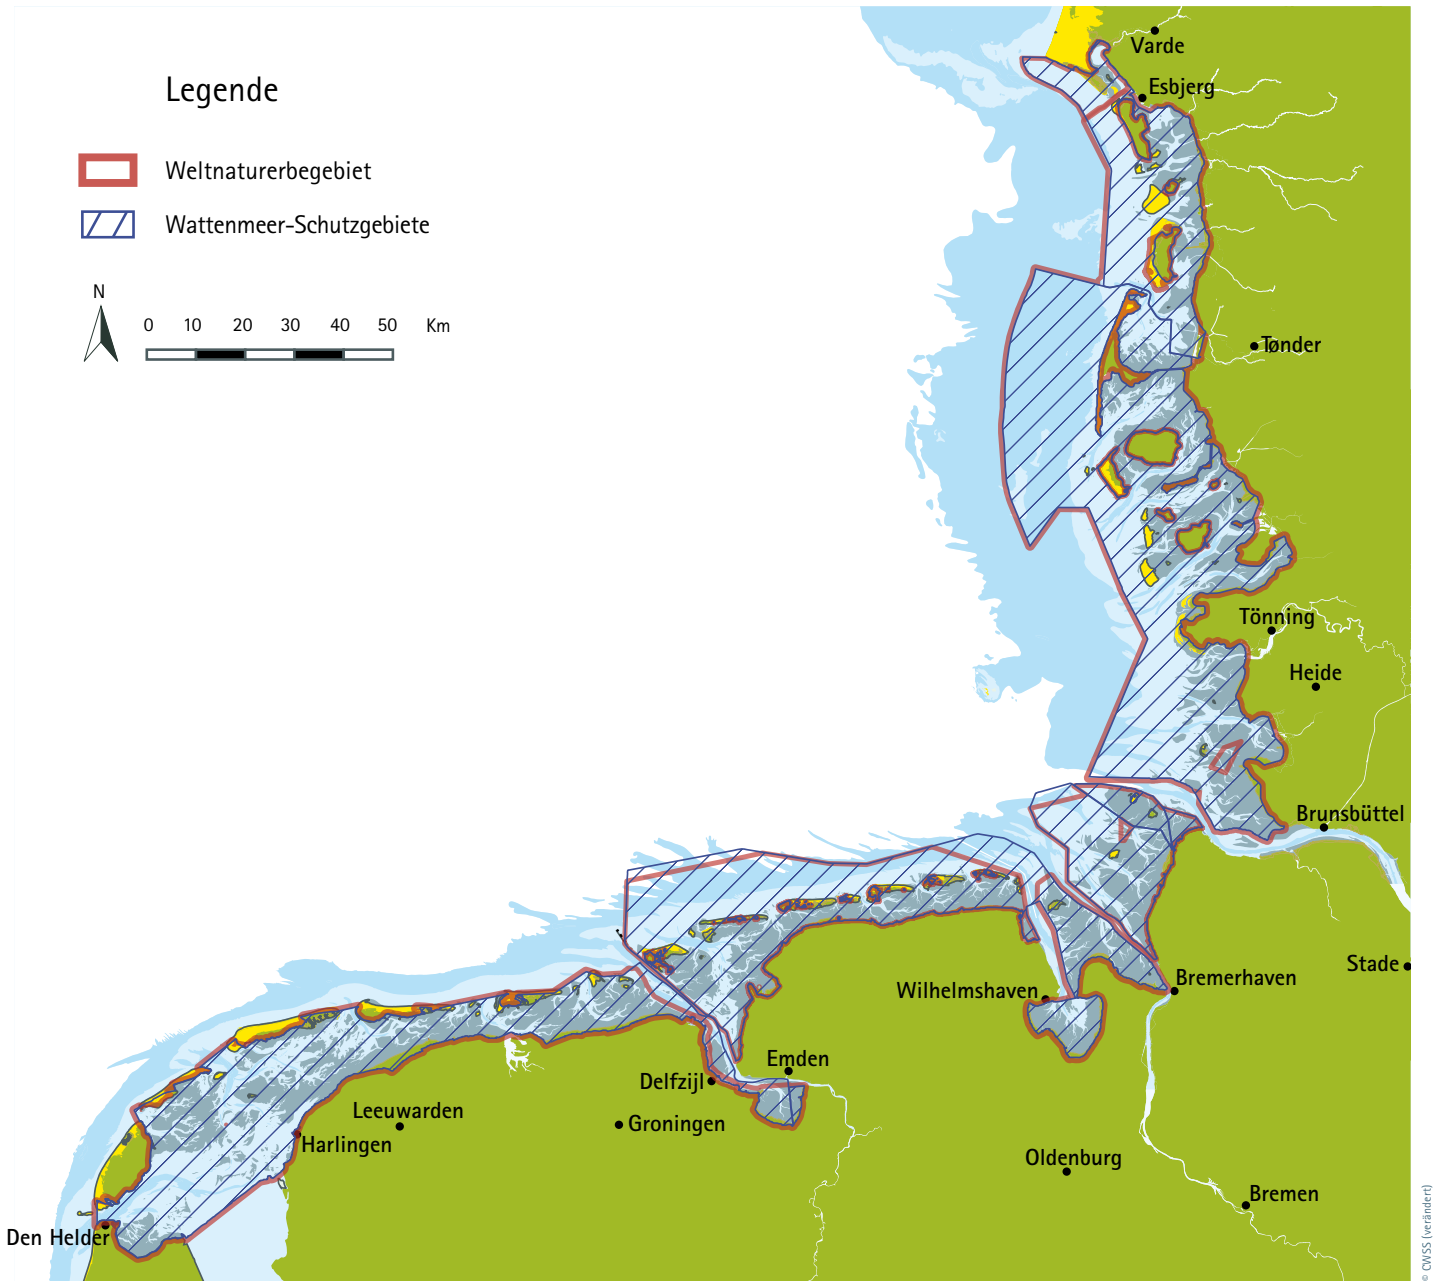 Legende
Weltnaturerbegebiet
Wattenmeer-Schutzgebiete
N
0 10 20 30 40 50 Km
Varde
Esbjerg
Tønder
Tönning
Heide
Brunsbüttel
Stade
Bremerhaven
Wilhelmshaven
Emden
Delfzijl
Leeuwarden
Groningen
Harlingen
Oldenburg
Bremen
Den Helder
© CWSS (verändert)